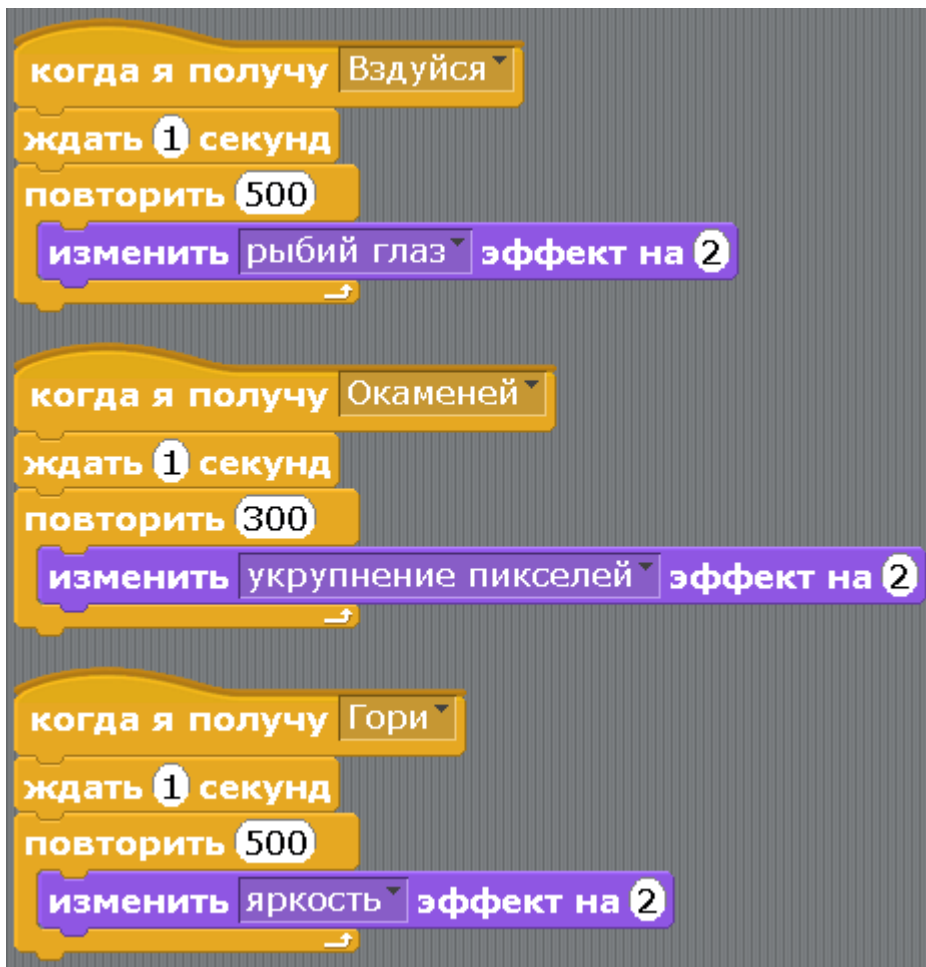 когда я получу Вздуйся
ждать 1 секунд
повторить 500
изменить рыбий глаз эффект на 2
когда я получу Окаменей
ждать 1 секунд
повторить 300
изменить укрупнение пикселей эффект на 2
когда я получу Гори
ждать 1 секунд
повторить 500
изменить яркость эффект на 2